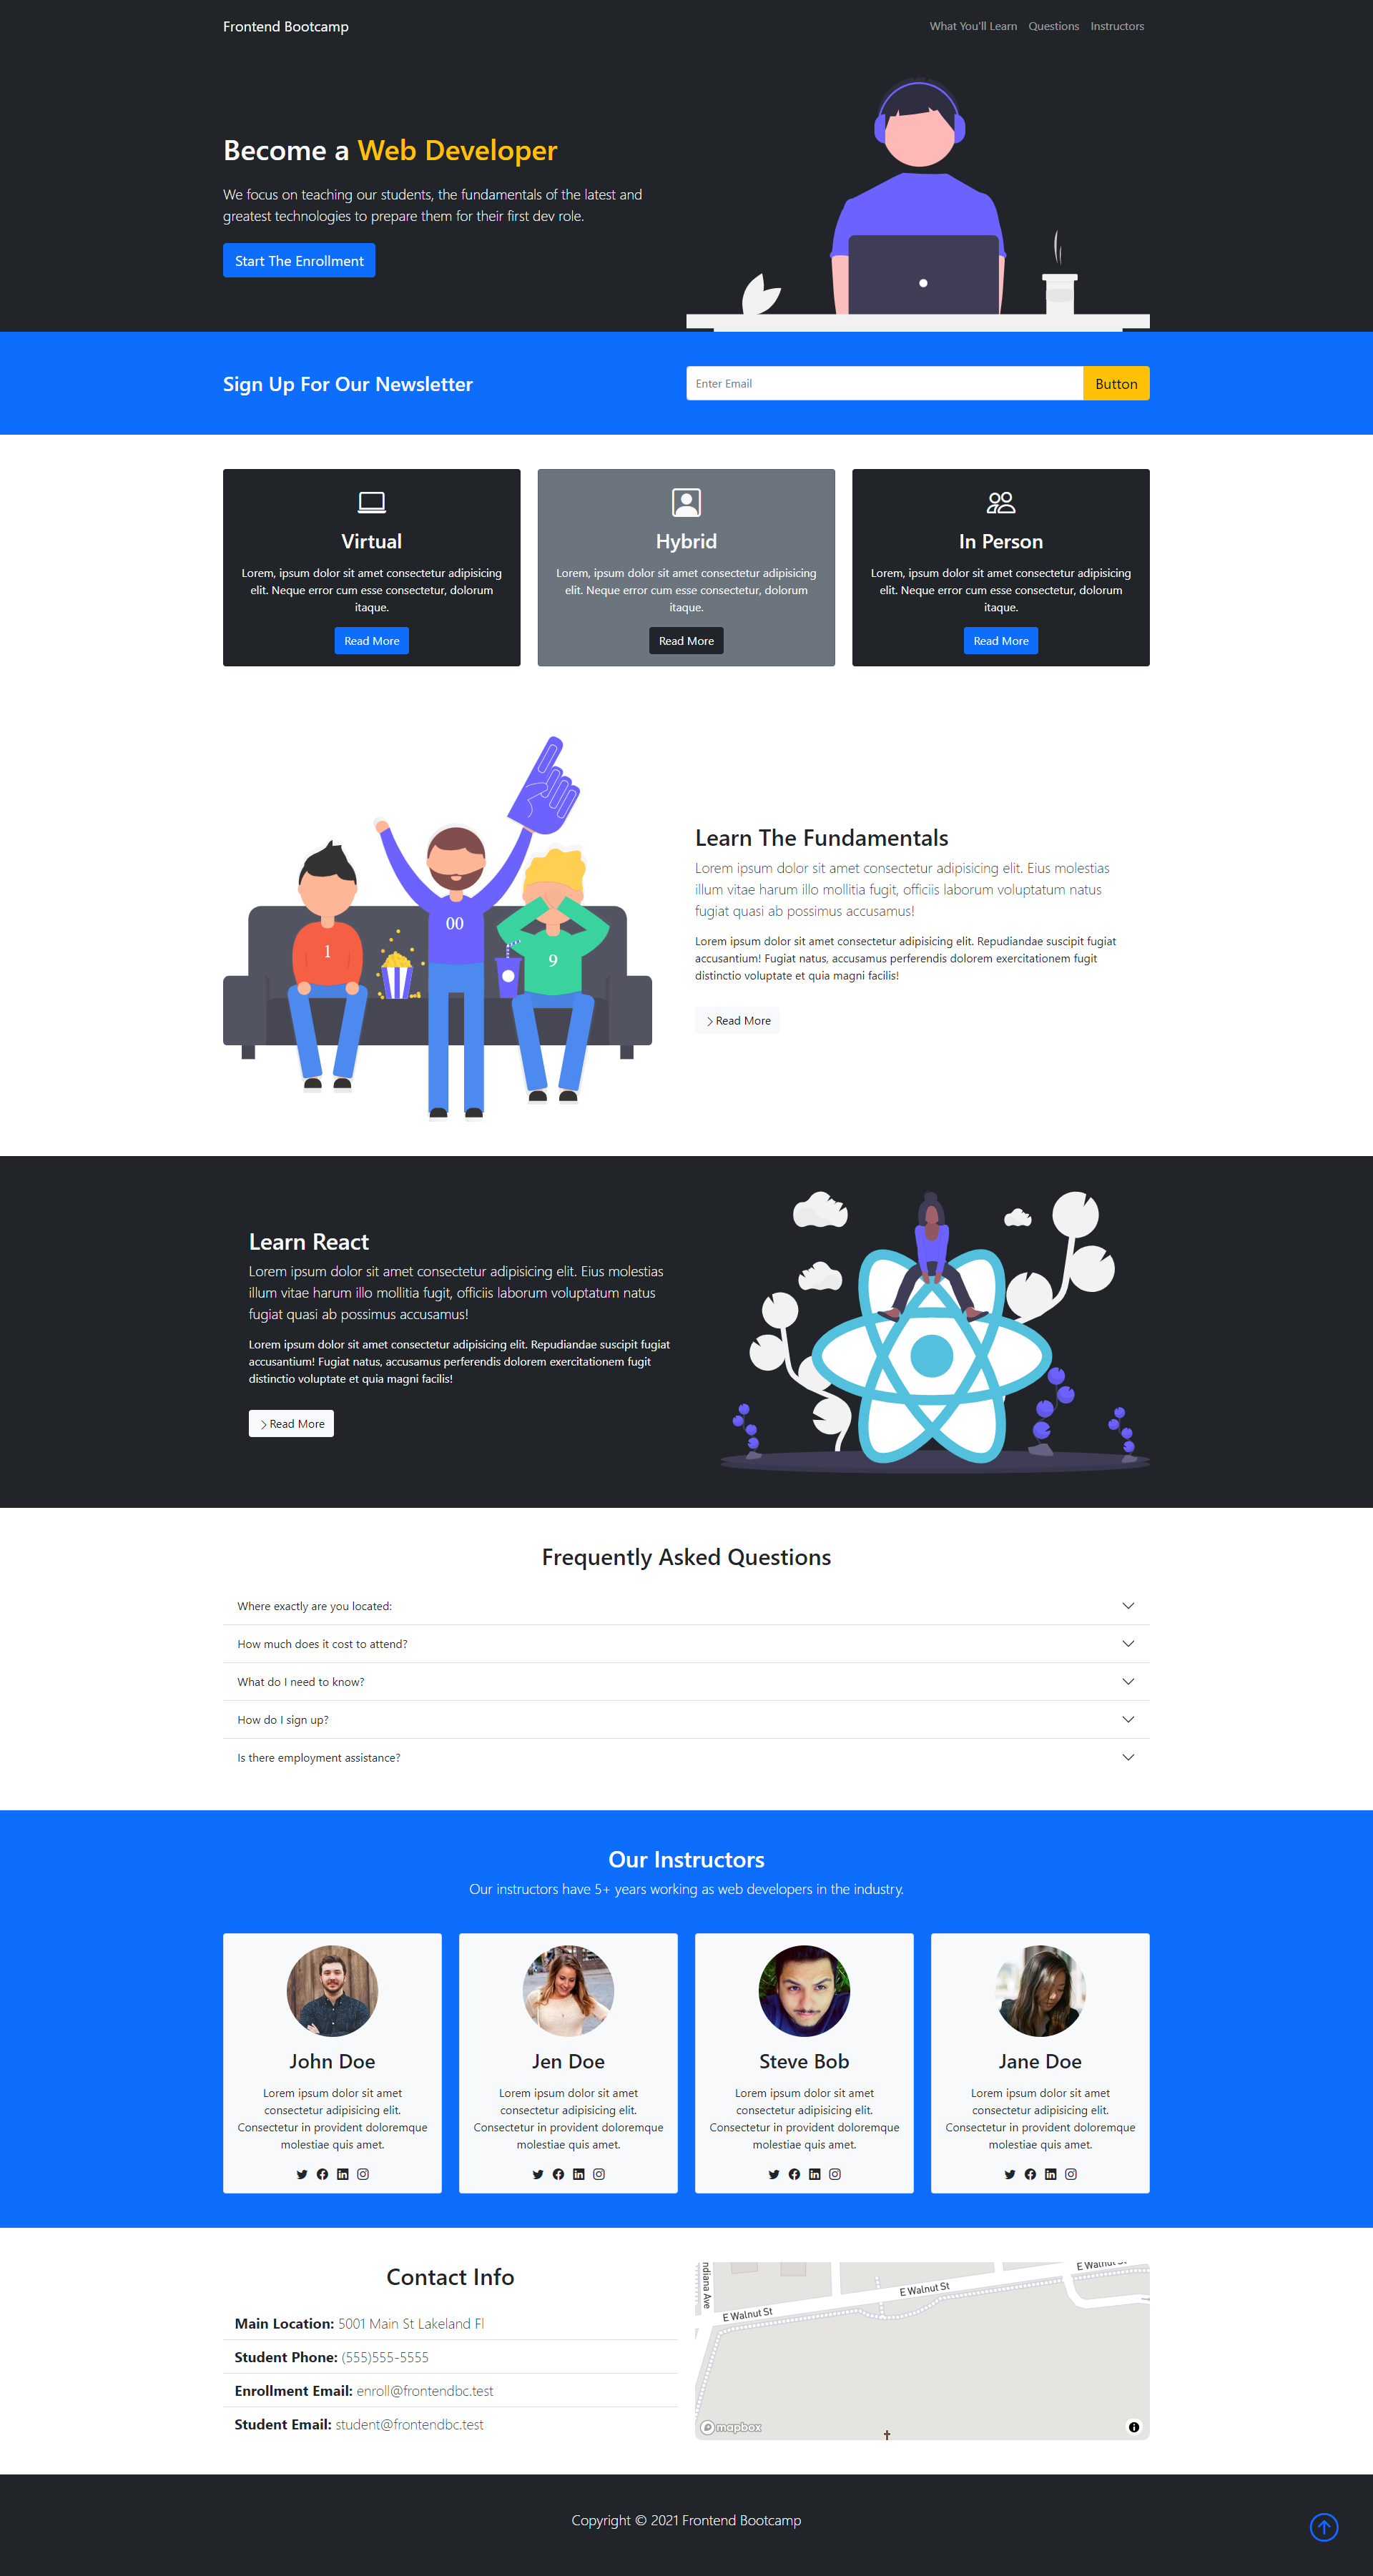 Frontend Bootcamp
What You'll Learn Questions Instructors
Become a Web Developer
We focus on teaching our students, the fundamentals of the latest and
greatest technologies to prepare them for their first dev role.
Start The Enrollment
Sign Up For Our Newsletter
Enter Email
Button
Virtual
Lorem, ipsum dolor sit amet consectetur adipisicing
elit. Neque error cum esse consectetur, dolorum
itaque.
Read More
Hybrid
Lorem, ipsum dolor sit amet consectetur adipisicing
elit. Neque error cum esse consectetur, dolorum
itaque.
Read More
In Person
Lorem, ipsum dolor sit amet consectetur adipisicing
elit. Neque error cum esse consectetur, dolorum
itaque.
Read More
1
00
9
Learn The Fundamentals
Lorem ipsum dolor sit amet consectetur adipisicing elit. Eius molestias
illum vitae harum illo mollitia fugit, officiis laborum voluptatum natus
fugiat quasi ab possimus accusamus!
Lorem ipsum dolor sit amet consectetur adipisicing elit. Repudiandae suscipit fugiat
accusantium! Fugiat natus, accusamus perferendis dolorem exercitationem fugit
distinctio voluptate et quia magni facilis!
Read More
Learn React
Lorem ipsum dolor sit amet consectetur adipisicing elit. Eius molestias
illum vitae harum illo mollitia fugit, officiis laborum voluptatum natus
fugiat quasi ab possimus accusamus!
Lorem ipsum dolor sit amet consectetur adipisicing elit. Repudiandae suscipit fugiat
accusantium! Fugiat natus, accusamus perferendis dolorem exercitationem fugit
distinctio voluptate et quia magni facilis!
Read More
Frequently Asked Questions
Where exactly are you located:
How much does it cost to attend?
What do I need to know?
How do I sign up?
Is there employment assistance?
Our Instructors
Our instructors have 5+ years working as web developers in the industry.
John Doe
Lorem ipsum dolor sit amet
consectetur adipisicing elit.
Consectetur in provident doloremque
molestiae quis amet.
Jen Doe
Lorem ipsum dolor sit amet
consectetur adipisicing elit.
Consectetur in provident doloremque
molestiae quis amet.
Steve Bob
Lorem ipsum dolor sit amet
consectetur adipisicing elit.
Consectetur in provident doloremque
molestiae quis amet.
Jane Doe
Lorem ipsum dolor sit amet
consectetur adipisicing elit.
Consectetur in provident doloremque
molestiae quis amet.
Contact Info
Main Location: 5001 Main St Lakeland Fl
Student Phone: (555)555-5555
Enrollment Email: enroll@frontendbc.test
Student Email: student@frontendbc.test
ndiana Ave
E Walnut St
E Walnut St
E Walnut St
mapbox
Copyright © 2021 Frontend Bootcamp